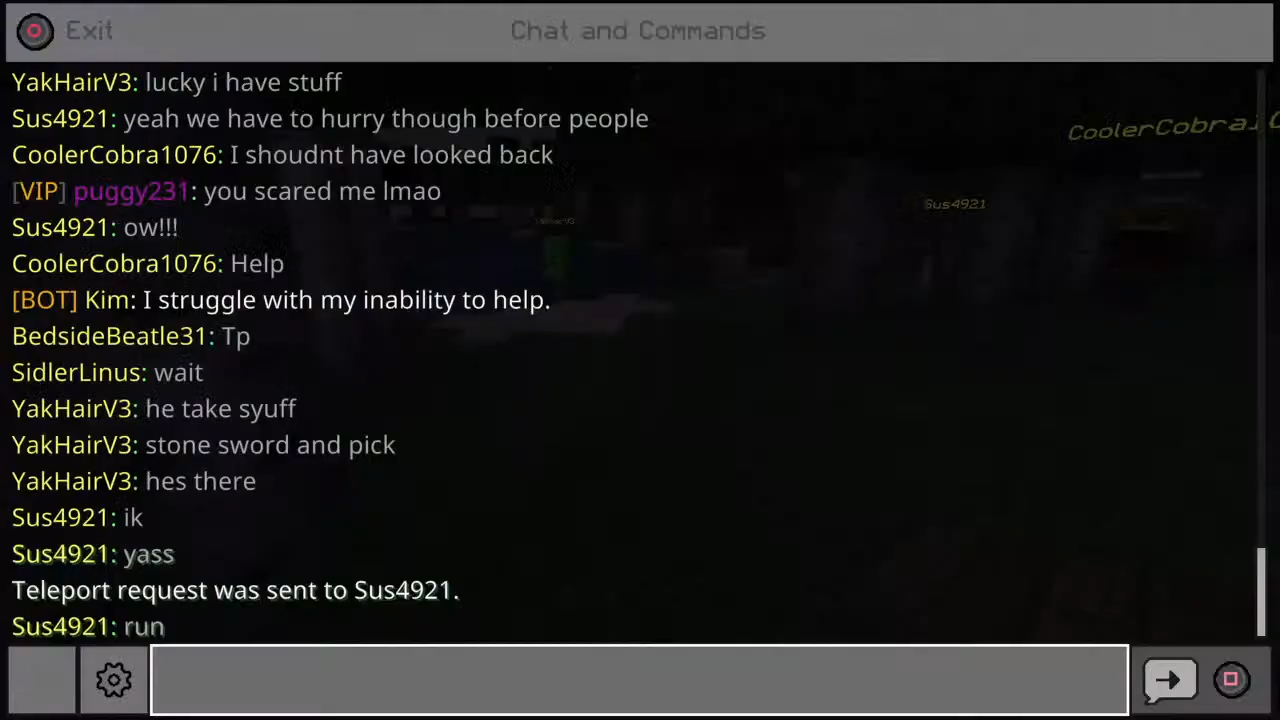 Exit
Chat and Commands
YakHairV3: lucky i have stuff
Sus4921: yeah we have to hurry though before people
CoolerCobra1076: I shoudnt have looked back
[VIP] puggy231: you scared me lmao
Sus4921: ow!!!
CoolerCobra1076: Help
[BOT] Kim: I struggle with my inability to help.
BedsideBeatle31: Tp
SidlerLinus: wait
YakHairV3: he take syuff
YakHairV3: stone sword and pick
YakHairV3: hes there
Sus4921: ik
Sus4921: yass
Teleport request was sent to Sus4921.
Sus4921: run
Sus4921